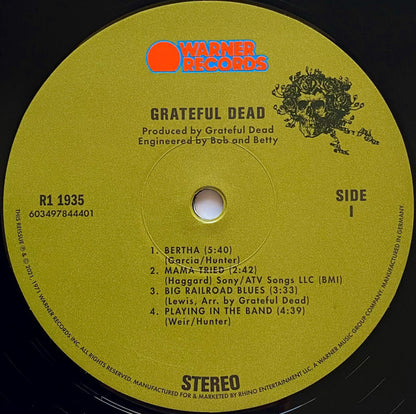 WARNER
RECORDS
GRATEFUL DEAD
Produced by Grateful Dead
Engineered by Bob and Betty
R1 1935
603497844401
SIDE
1
1. BERTHA (5:40)
(Garcia/Hunter)
2. MAMA TRIED (2:42)
(Haggard) Sony/ATV Songs LLC (BMI)
3. BIG RAILROAD BLUES (3:33)
(Lewis, Arr. by Grateful Dead)
4. PLAYING IN THE BAND (4:39)
(Weir/Hunter)
STEREO
THIS REISSUE ℗ & © 2021, 1971 WARNER RECORDS INC. ALL RIGHTS RESERVED. MANUFACTURED FOR & MARKETED BY RHINO ENTERTAINMENT LLC. A WARNER MUSIC GROUP COMPANY. MANUFACTURED IN GERMANY.